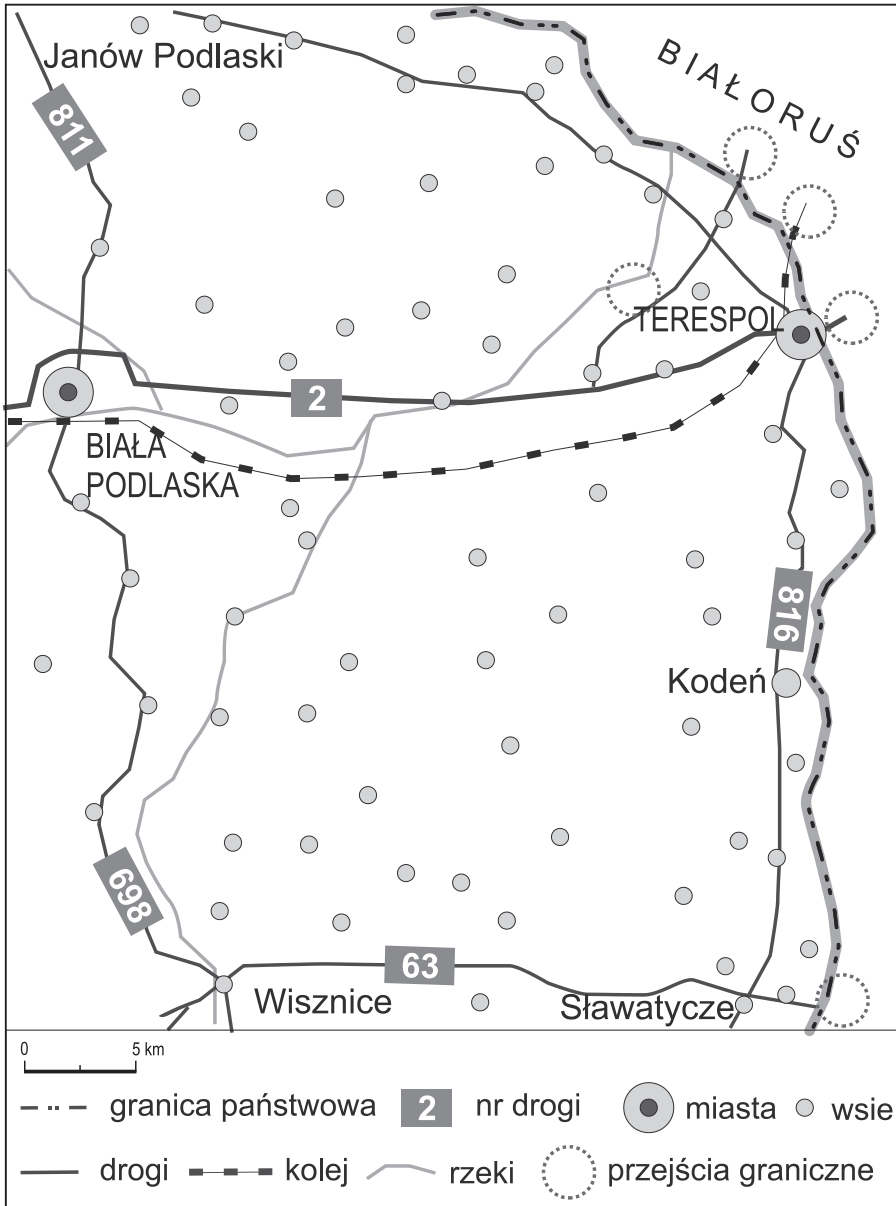 Janów Podlaski
BIAŁORUŚ
811
TERESPOL
2
BIAŁA
PODLASKA
816
Kodeń
698
63
Wisznice
Sławatycze
0 5 km
granica państwowa 2 nr drogi miasta wsie
drogi kolej rzeki przejścia graniczne